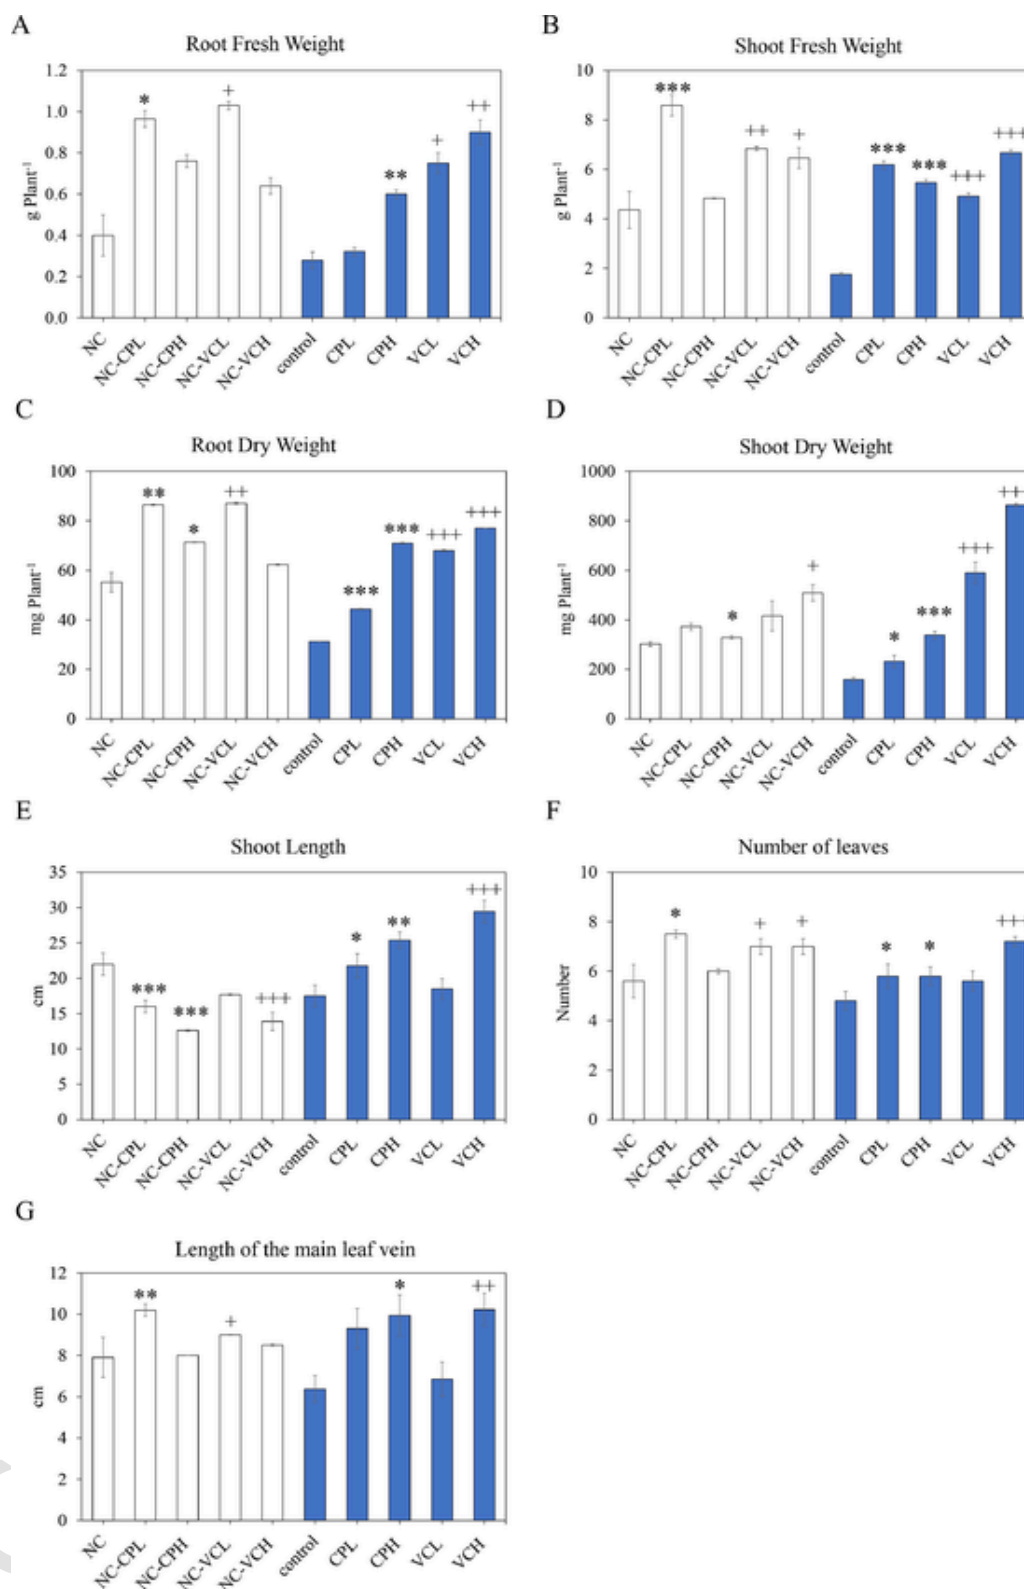 A
Root Fresh Weight
g Plant-1
1.2
1.0
0.8
0.6
0.4
0.2
0.0
*
+
**
+
++
NC
NC-CPL
NC-CPH
NC-VCL
NC-VCH
control
CPL
CPH
VCL
VCH
B
Shoot Fresh Weight
g Plant-1
10
8
6
4
2
0
***
++
+
***
***
+++
+++
NC
NC-CPL
NC-CPH
NC-VCL
NC-VCH
control
CPL
CPH
VCL
VCH
C
Root Dry Weight
mg Plant-1
100
80
60
40
20
0
**
*
++
***
***
+++
+++
NC
NC-CPL
NC-CPH
NC-VCL
NC-VCH
control
CPL
CPH
VCL
VCH
D
Shoot Dry Weight
mg Plant-1
1000
800
600
400
200
0
*
+
*
***
+++
++
NC
NC-CPL
NC-CPH
NC-VCL
NC-VCH
control
CPL
CPH
VCL
VCH
E
Shoot Length
cm
35
30
25
20
15
10
5
0
***
***
+++
*
**
+++
NC
NC-CPL
NC-CPH
NC-VCL
NC-VCH
control
CPL
CPH
VCL
VCH
F
Number of leaves
Number
10
8
6
4
2
0
*
+
+
*
*
++
NC
NC-CPL
NC-CPH
NC-VCL
NC-VCH
control
CPL
CPH
VCL
VCH
G
Length of the main leaf vein
cm
12
10
8
6
4
2
0
**
+
*
++
NC
NC-CPL
NC-CPH
NC-VCL
NC-VCH
control
CPL
CPH
VCL
VCH